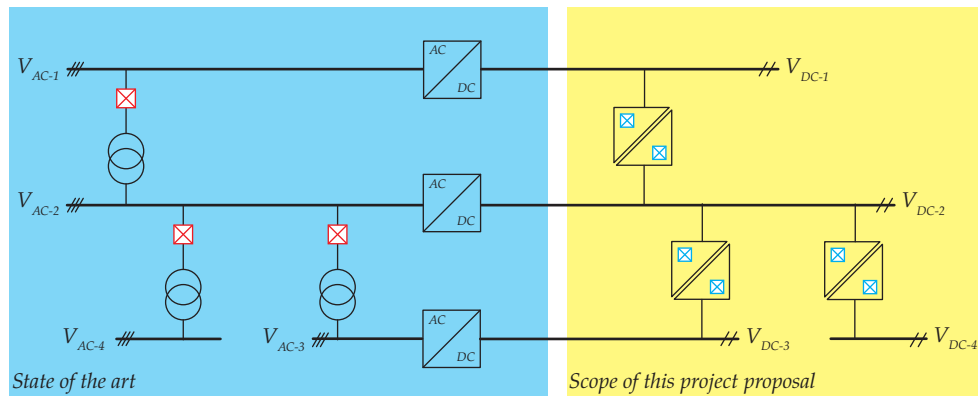 V_AC-1
AC
DC
V_DC-1
V_AC-2
AC
DC
V_DC-2
V_AC-4
V_AC-3
AC
DC
V_DC-3
V_DC-4
State of the art
Scope of this project proposal